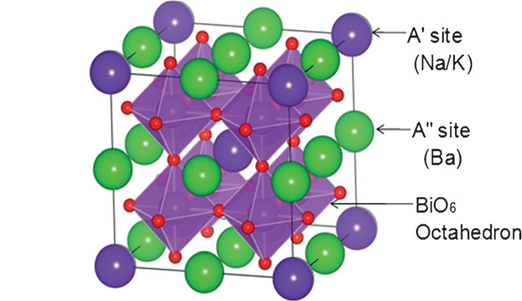 A' site
(Na/K)
A" site
(Ba)
BiO₆
Octahedron